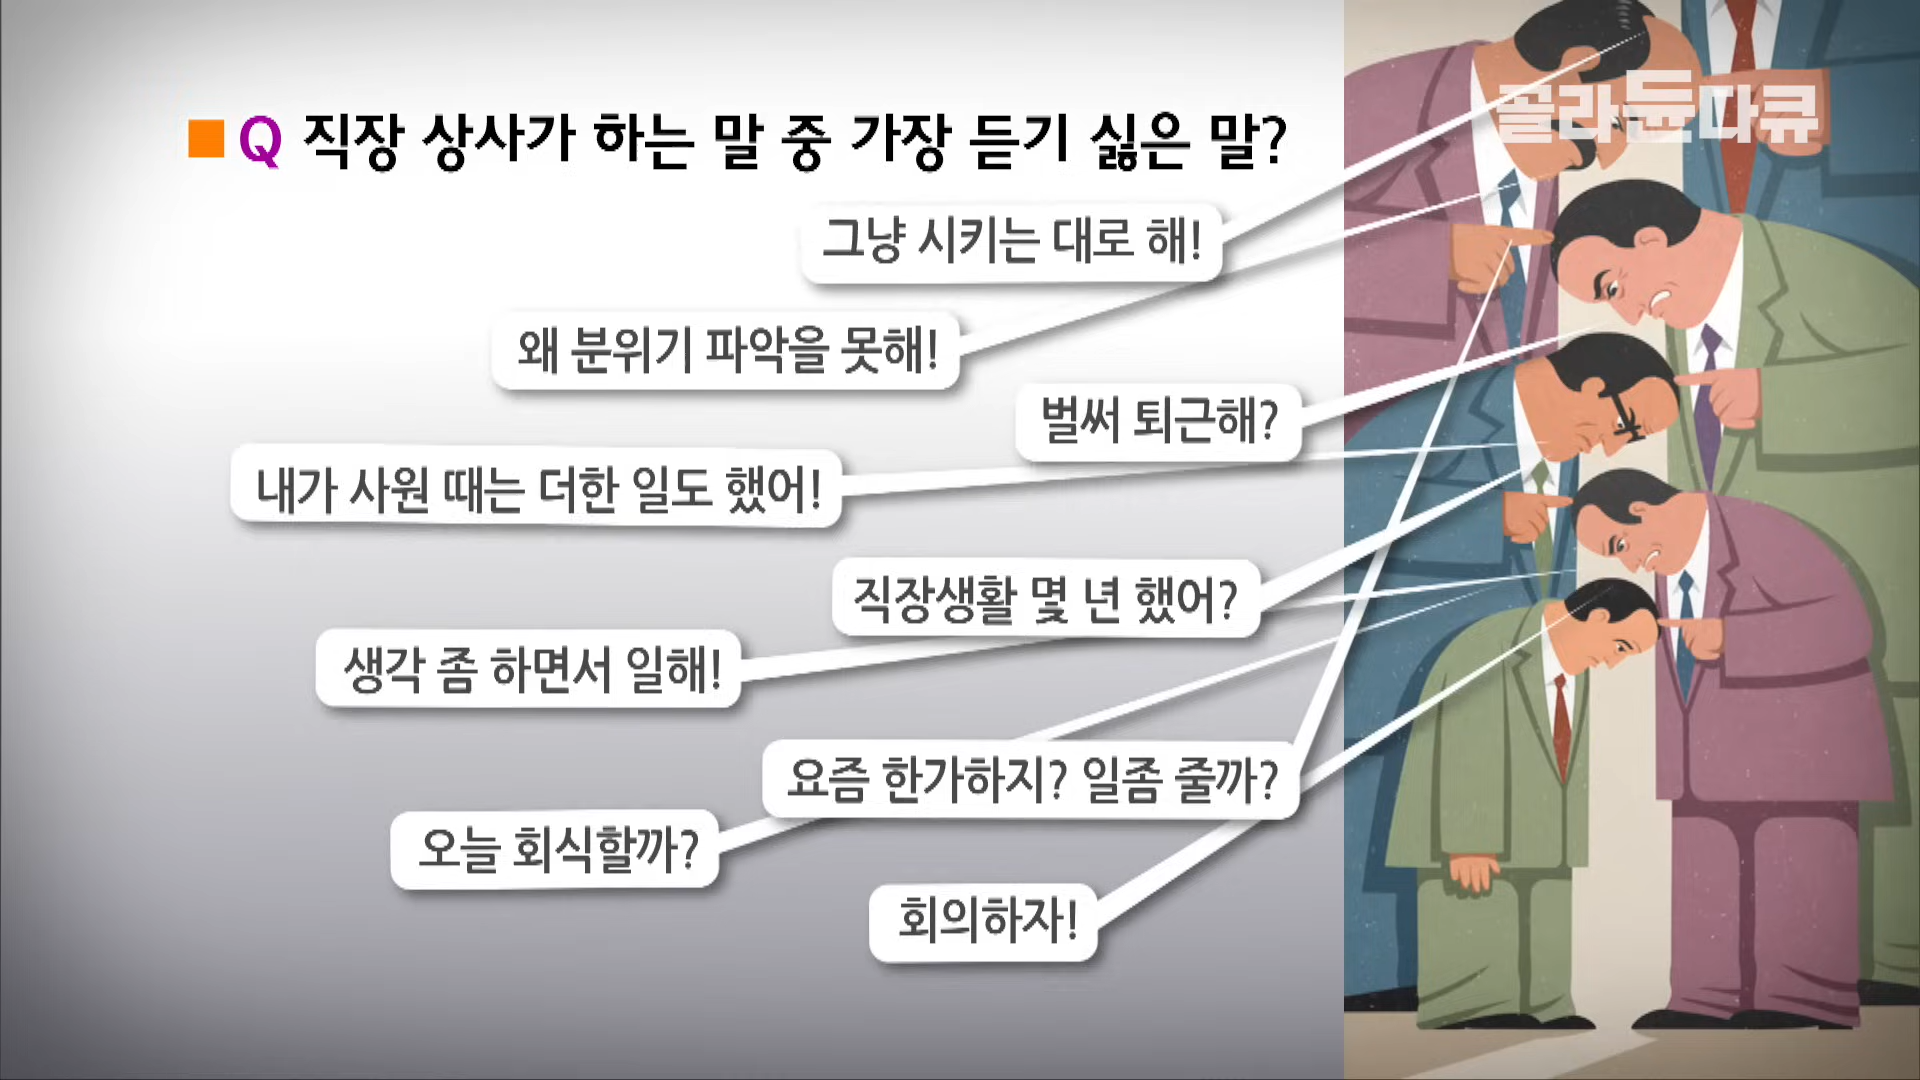 꼴라듄다큐
Q 직장 상사가 하는 말 중 가장 듣기 싫은 말?
그냥 시키는 대로 해!
왜 분위기 파악을 못해!
벌써 퇴근해?
내가 사원 때는 더한 일도 했어!
직장생활 몇 년 했어?
생각 좀 하면서 일해!
요즘 한가하지? 일좀 줄까?
오늘 회식할까?
회의하자!